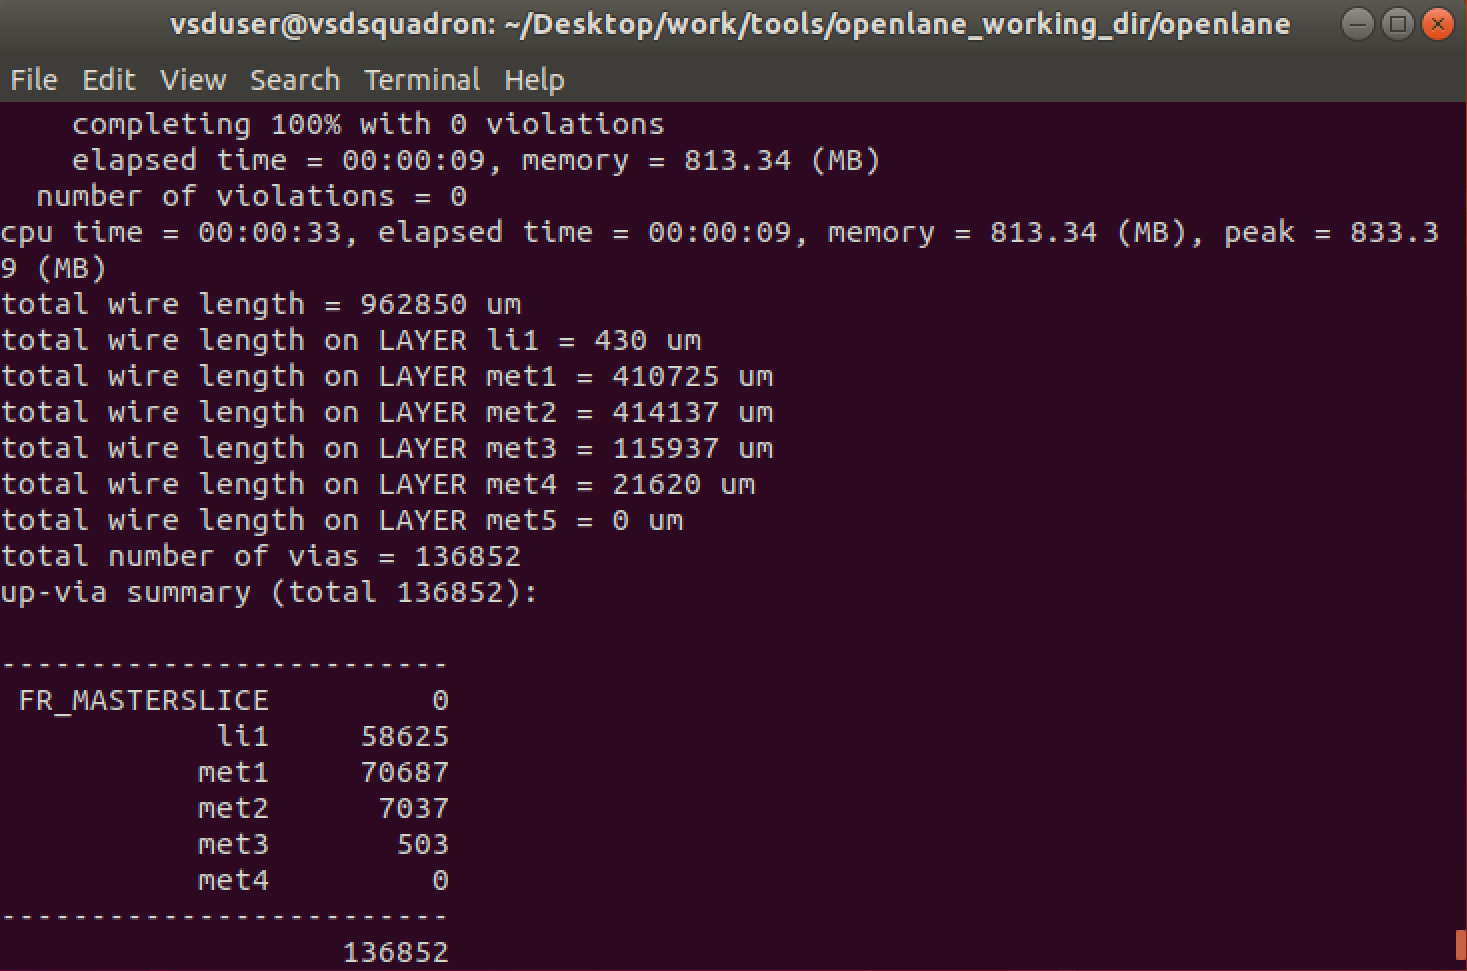 vsduser@vsdsquadron: ~/Desktop/work/tools/openlane_working_dir/openlane
File Edit View Search Terminal Help
    completing 100% with 0 violations
    elapsed time = 00:00:09, memory = 813.34 (MB)
  number of violations = 0
cpu time = 00:00:33, elapsed time = 00:00:09, memory = 813.34 (MB), peak = 833.3
9 (MB)
total wire length = 962850 um
total wire length on LAYER li1 = 430 um
total wire length on LAYER met1 = 410725 um
total wire length on LAYER met2 = 414137 um
total wire length on LAYER met3 = 115937 um
total wire length on LAYER met4 = 21620 um
total wire length on LAYER met5 = 0 um
total number of vias = 136852
up-via summary (total 136852):

-------------------------
 FR_MASTERSLICE         0
            li1     58625
           met1     70687
           met2      7037
           met3       503
           met4         0
-------------------------
                   136852